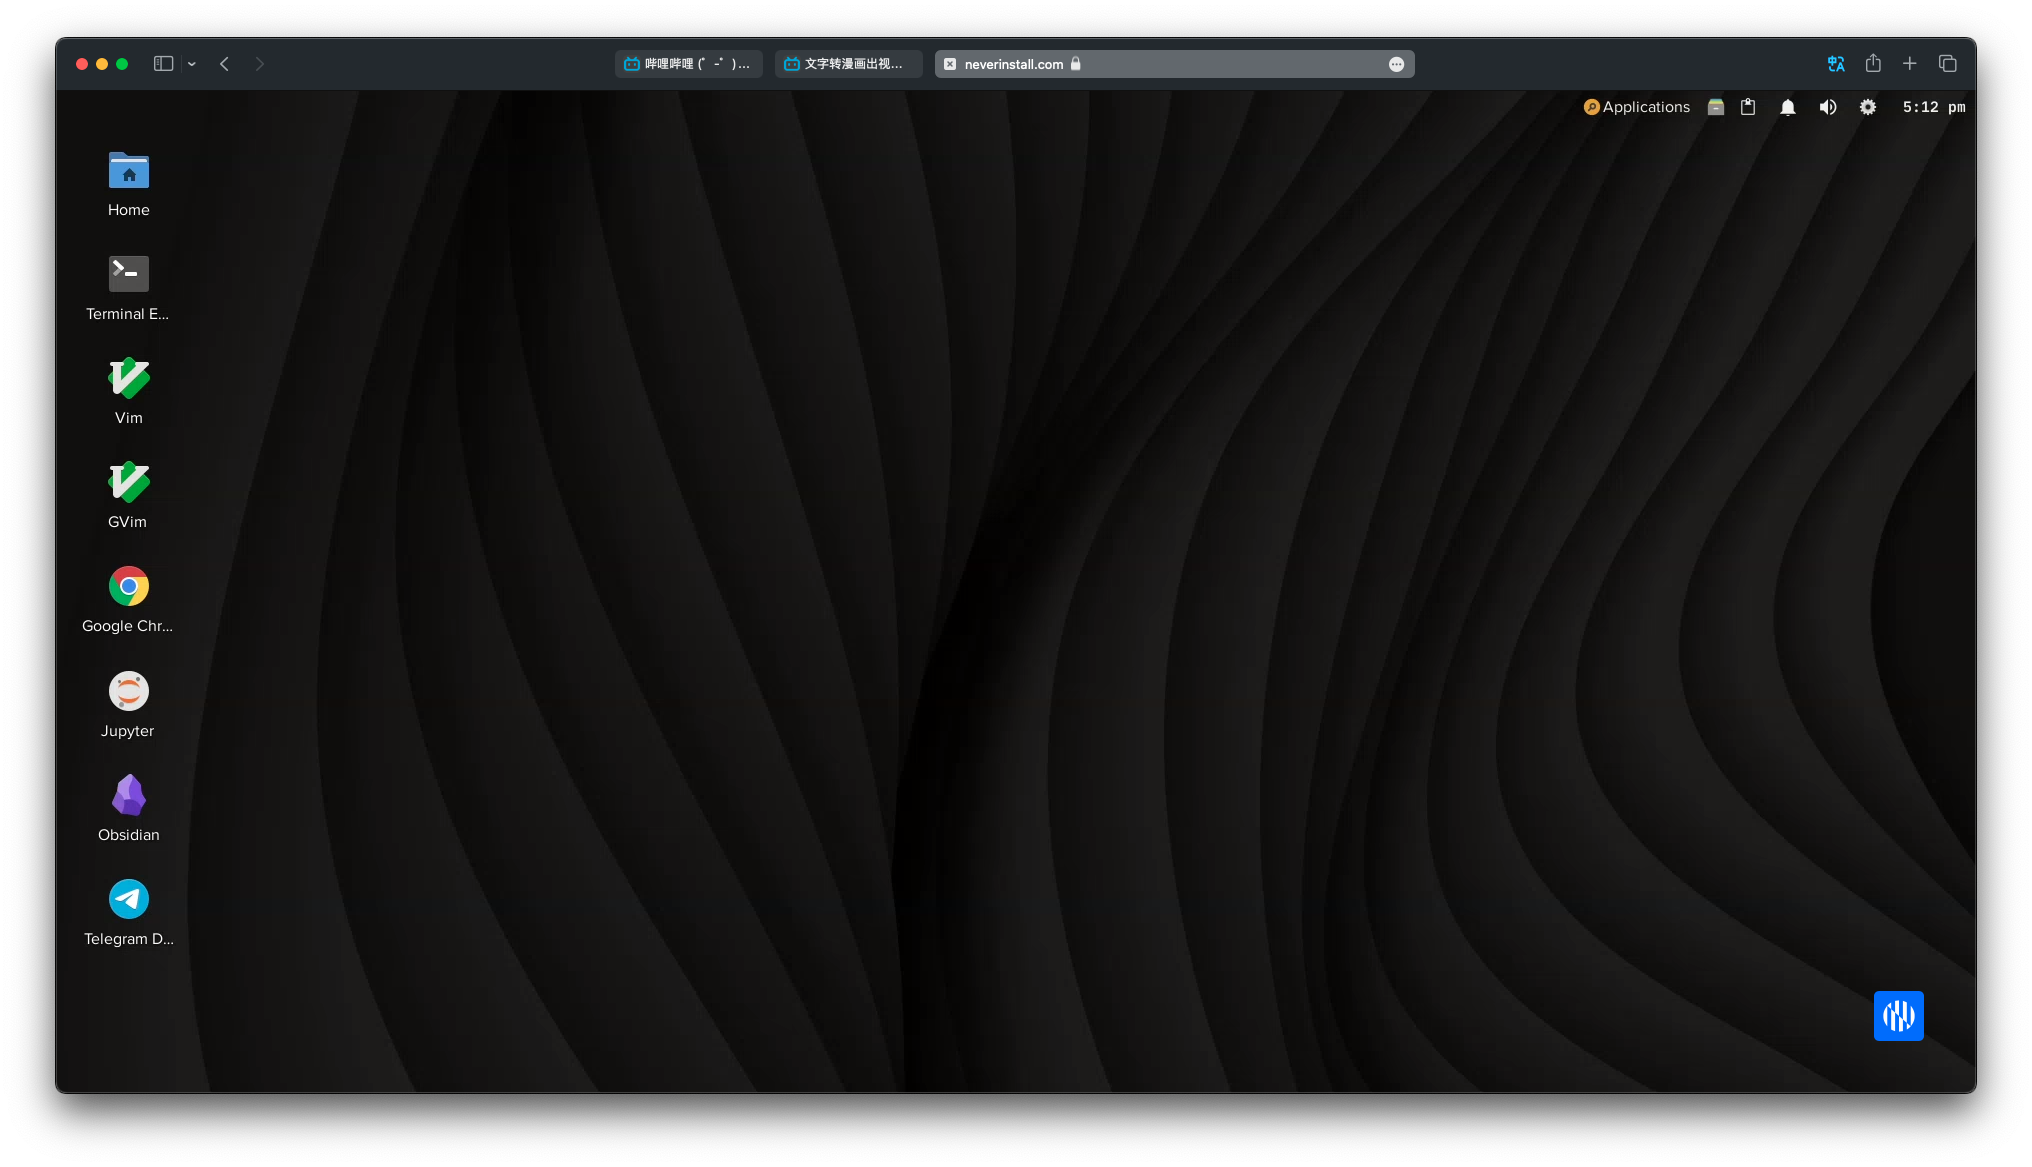 哔哩哔哩 (゜-゜)...
文字转漫画出视...
neverinstall.com
Applications
5:12 pm
Home
Terminal E...
Vim
GVim
Google Chr...
Jupyter
Obsidian
Telegram D...